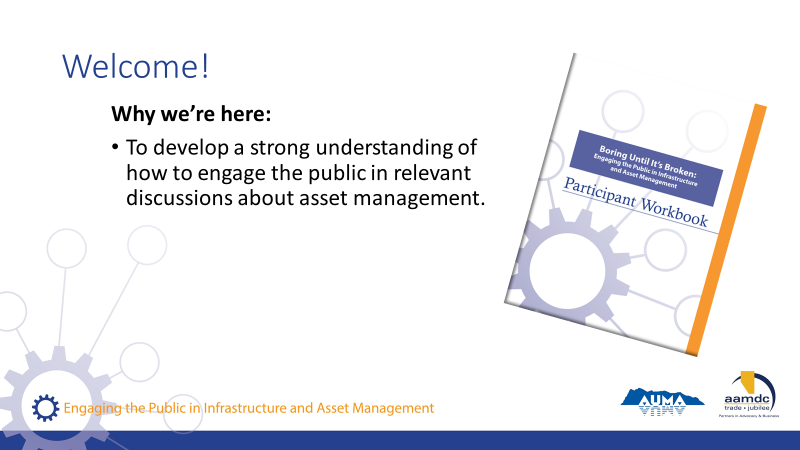 Welcome!
Why we're here:
• To develop a strong understanding of
how to engage the public in relevant
discussions about asset management.
Boring Until It's Broken:
Engaging the Public in Infrastructure
and Asset Management
Participant Workbook
Engaging the Public in Infrastructure and Asset Management
AUMA
aamdc
trade • jubilee
Partners in Advocacy & Business